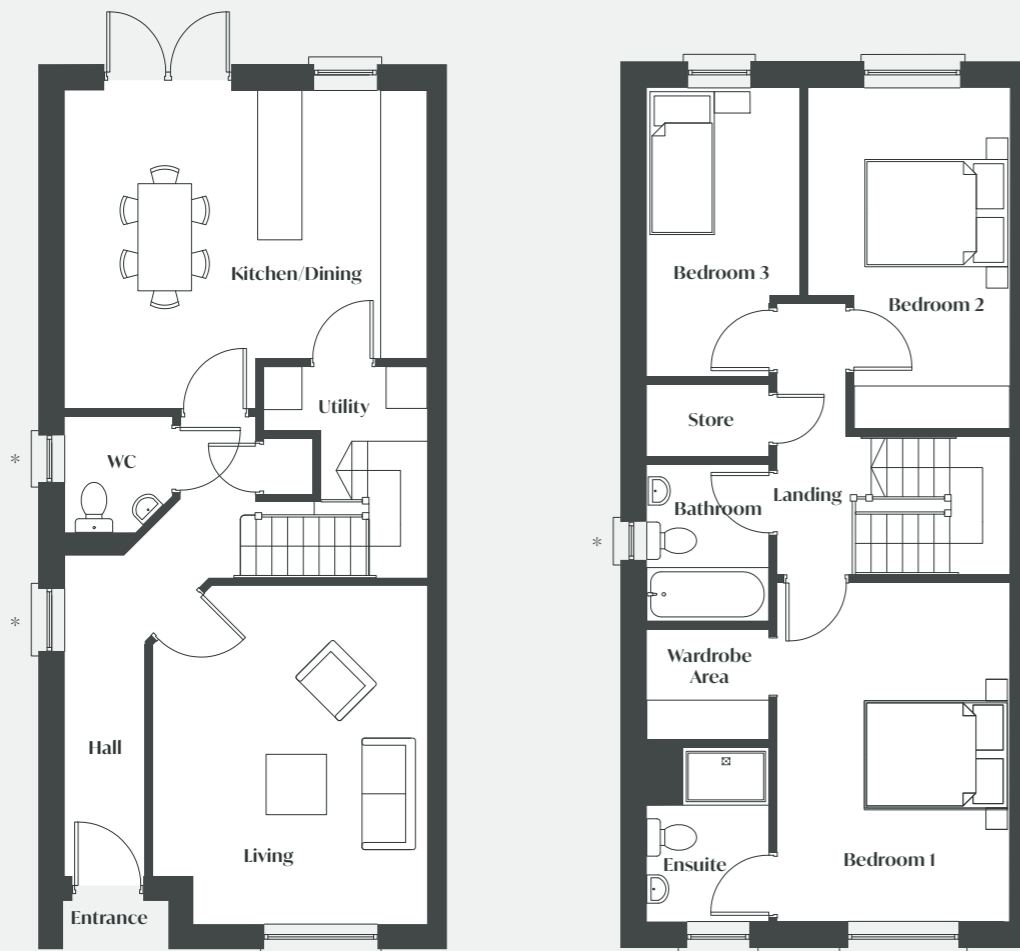 Kitchen/Dining
Utility
WC
*
*
Hall
Living
Entrance
Bedroom 3
Bedroom 2
Store
Landing
Bathroom
*
Wardrobe
Area
Ensuite
Bedroom 1